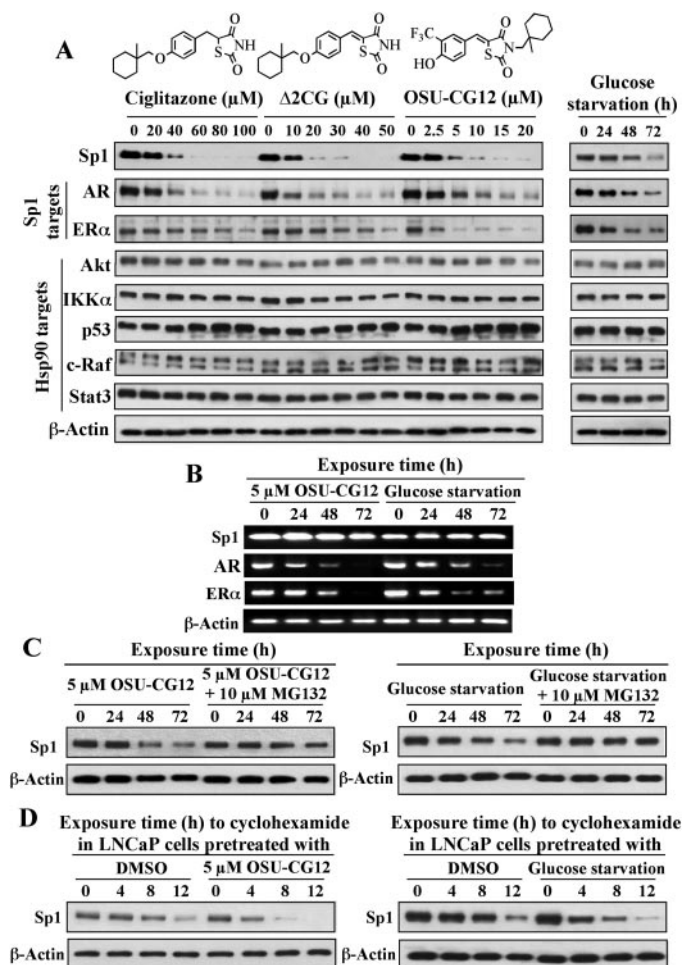 A
O
NH
S
O
O
O
NH
S
O
O
F₃C
HO
O
N
S
O
Ciglitazone (µM) Δ2CG (µM) OSU-CG12 (µM) Glucose starvation (h)
0 20 40 60 80 100 0 10 20 30 40 50 0 2.5 5 10 15 20 0 24 48 72
Sp1
Sp1 targets
AR
ERα
Hsp90 targets
Akt
IKKα
p53
c-Raf
Stat3
β-Actin
B
Exposure time (h)
5 µM OSU-CG12 Glucose starvation
0 24 48 72 0 24 48 72
Sp1
AR
ERα
β-Actin
C
Exposure time (h)
5 µM OSU-CG12 5 µM OSU-CG12
+ 10 µM MG132
0 24 48 72 0 24 48 72
Sp1
β-Actin
Exposure time (h)
Glucose starvation Glucose starvation
+ 10 µM MG132
0 24 48 72 0 24 48 72
Sp1
β-Actin
D
Exposure time (h) to cyclohexamide
in LNCaP cells pretreated with
DMSO 5 µM OSU-CG12
0 4 8 12 0 4 8 12
Sp1
β-Actin
Exposure time (h) to cyclohexamide
in LNCaP cells pretreated with
DMSO Glucose starvation
0 4 8 12 0 4 8 12
Sp1
β-Actin